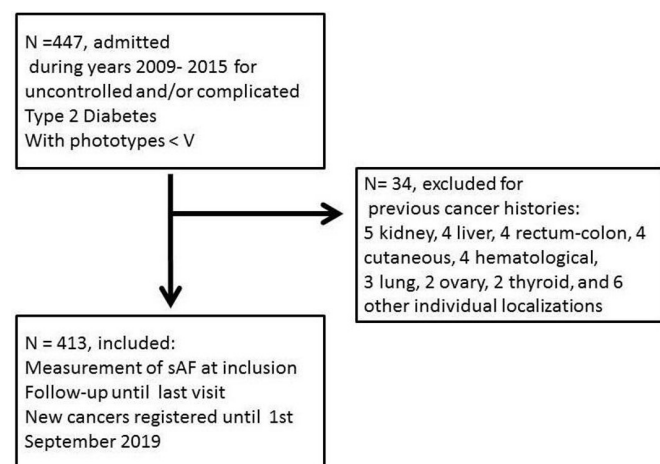 N =447, admitted
during years 2009- 2015 for
uncontrolled and/or complicated
Type 2 Diabetes
With phototypes < V
N= 34, excluded for
previous cancer histories:
5 kidney, 4 liver, 4 rectum-colon, 4
cutaneous, 4 hematological,
3 lung, 2 ovary, 2 thyroid, and 6
other individual localizations
N = 413, included:
Measurement of sAF at inclusion
Follow-up until last visit
New cancers registered until 1st
September 2019